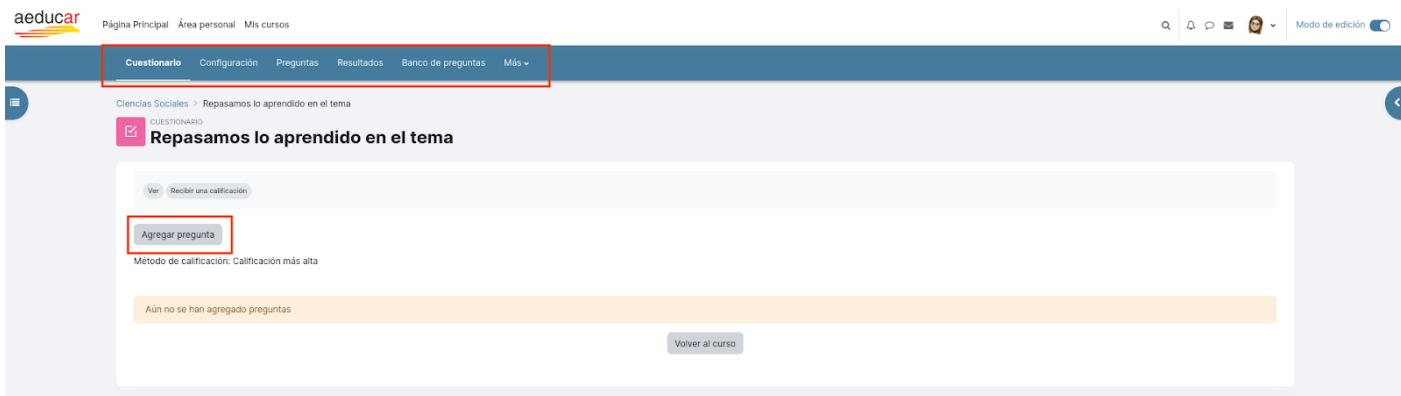 aeducar
Página Principal Área personal Mis cursos
Modo de edición
Cuestionario Configuración Preguntas Resultados Banco de preguntas Más
Ciencias Sociales > Repasamos lo aprendido en el tema
CUESTIONARIO
Repasamos lo aprendido en el tema
Ver Recibir una calificación
Agregar pregunta
Método de calificación: Calificación más alta
Aún no se han agregado preguntas
Volver al curso